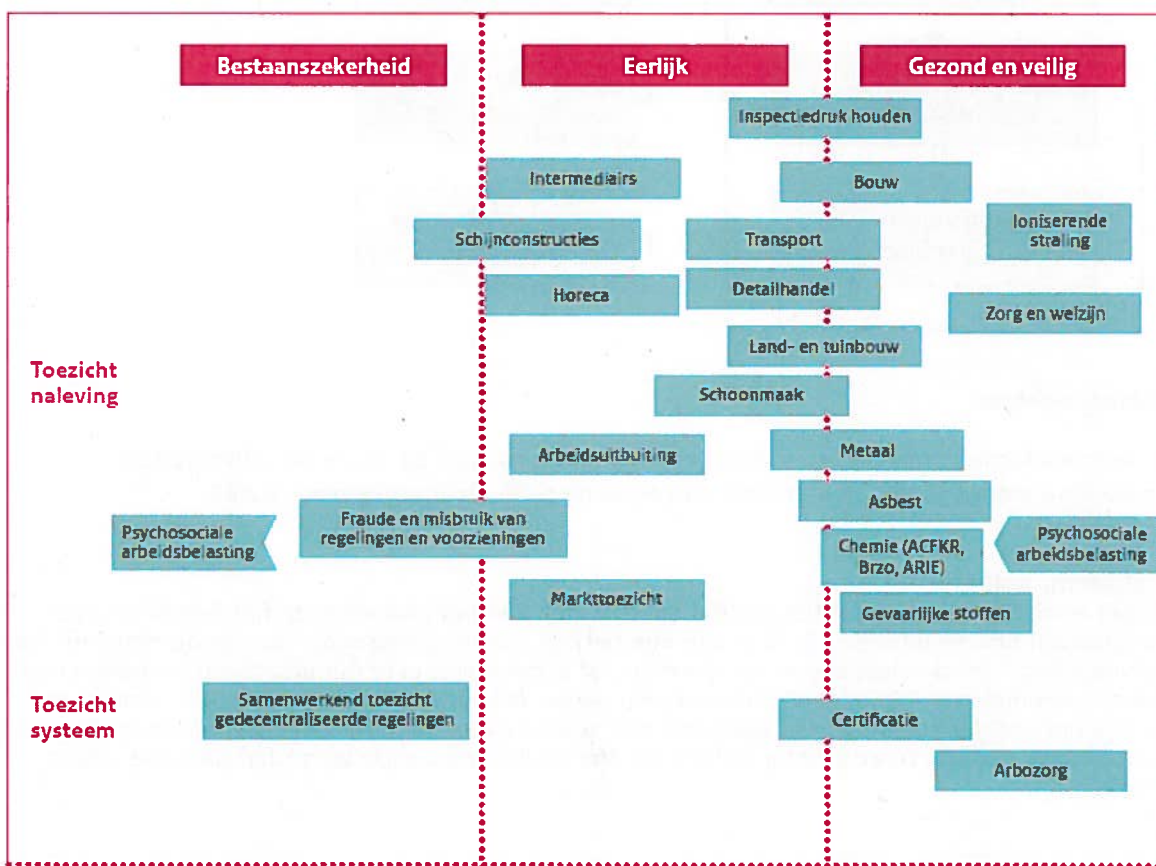 Bestaanszekerheid
Eerlijk
Gezond en veilig
Inspectiedruk houden
Intermediairs
Bouw
Ioniserende
straling
Schijnconstructies
Transport
Horeca
Detailhandel
Zorg en welzijn
Land- en tuinbouw
Toezicht
naleving
Schoonmaak
Arbeidsuitbuiting
Metaal
Asbest
Psychosociale
arbeidsbelasting
Fraude en misbruik van
regelingen en voorzieningen
Chemie (ACFKR,
Brzo, ARIE)
Psychosociale
arbeidsbelasting
Markttoezicht
Gevaarlijke stoffen
Toezicht
systeem
Samenwerkend toezicht
gedecentraliseerde regelingen
Certificatie
Arbozorg